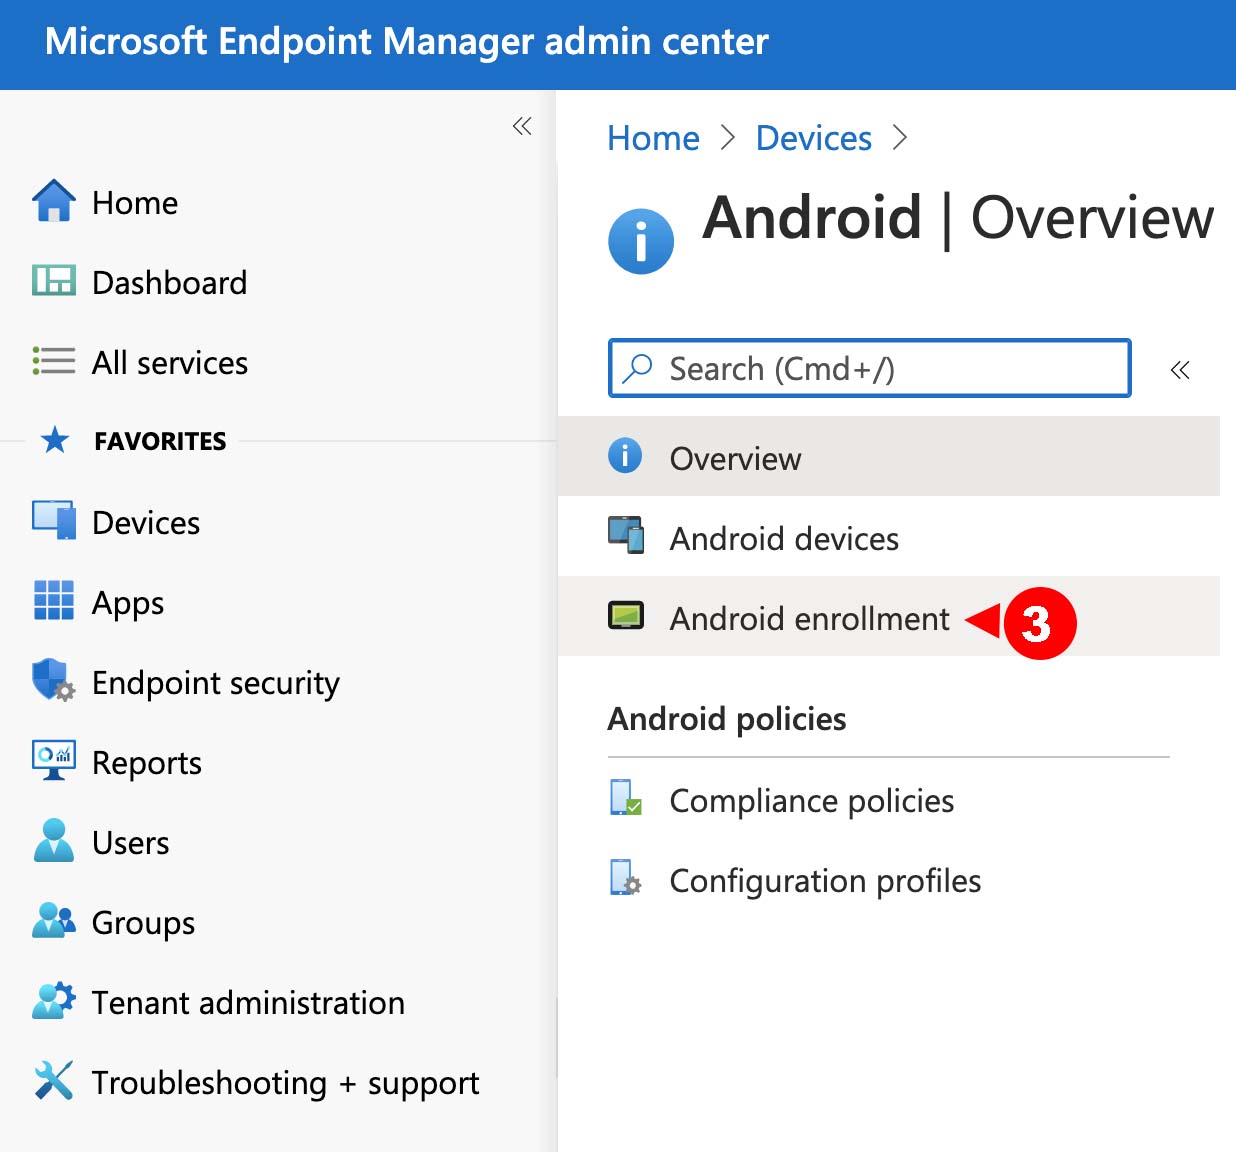 Microsoft Endpoint Manager admin center
Home
Dashboard
All services
FAVORITES
Devices
Apps
Endpoint security
Reports
Users
Groups
Tenant administration
Troubleshooting + support
Home > Devices >
Android | Overview
Search (Cmd+/)
Overview
Android devices
Android enrollment
3
Android policies
Compliance policies
Configuration profiles